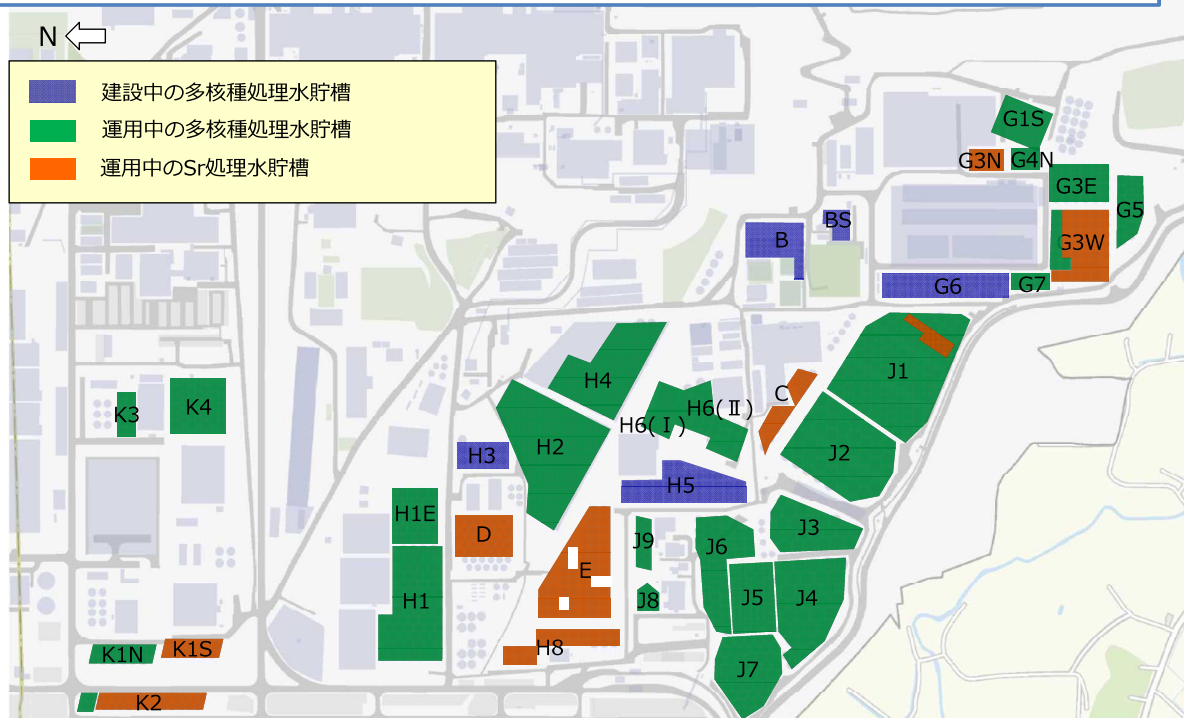 N
建設中の多核種処理水貯槽
運用中の多核種処理水貯槽
運用中のSr処理水貯槽
G1S
G3N
G4N
G3E
G5
BS
B
G3W
G6
G7
J1
H4
C
K3
K4
H6(Ⅰ)
H6(Ⅱ)
H2
J2
H3
H5
H1E
J3
D
J9
J6
E
H1
J8
J5
J4
H8
K1N
K1S
J7
K2